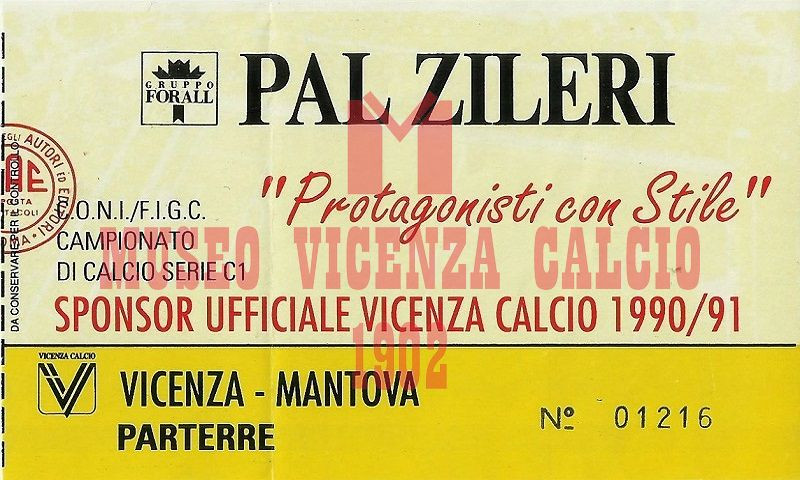 GRUPPO
FORALL
PAL ZILERI
"Protagonisti con Stile"
DA CONSERVARE PER IL CONTROLLO
EGLI AUTORI ED EDITORI
C.O.N.I./F.I.G.C.
CAMPIONATO
DI CALCIO SERIE C1
SPONSOR UFFICIALE VICENZA CALCIO 1990/91
M
MUSEO VICENZA CALCIO
1902
VICENZA CALCIO
VICENZA - MANTOVA
PARTERRE
Nº 01216